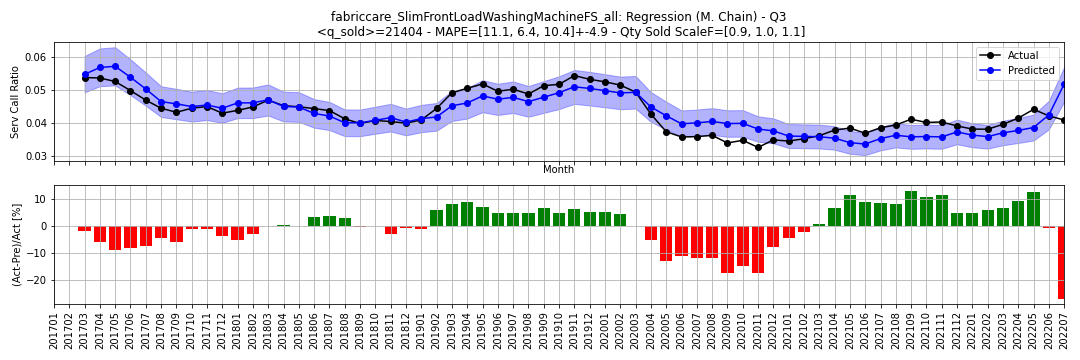 fabriccare_SlimFrontLoadWashingMachineFS_all: Regression (M. Chain) - Q3
<q_sold>=21404 - MAPE=[11.1, 6.4, 10.4]+-4.9 - Qty Sold ScaleF=[0.9, 1.0, 1.1]
Serv Call Ratio
0.06
0.05
0.04
0.03
Actual
Predicted
Month
(Act-Pre)/Act [%]
10
0
−10
−20
201701 201702 201703 201704 201705 201706 201707 201708 201709 201710 201711 201712 201801 201802 201803 201804 201805 201806 201807 201808 201809 201810 201811 201812 201901 201902 201903 201904 201905 201906 201907 201908 201909 201910 201911 201912 202001 202002 202003 202004 202005 202006 202007 202008 202009 202010 202011 202012 202101 202102 202103 202104 202105 202106 202107 202108 202109 202110 202111 202112 202201 202202 202203 202204 202205 202206 202207